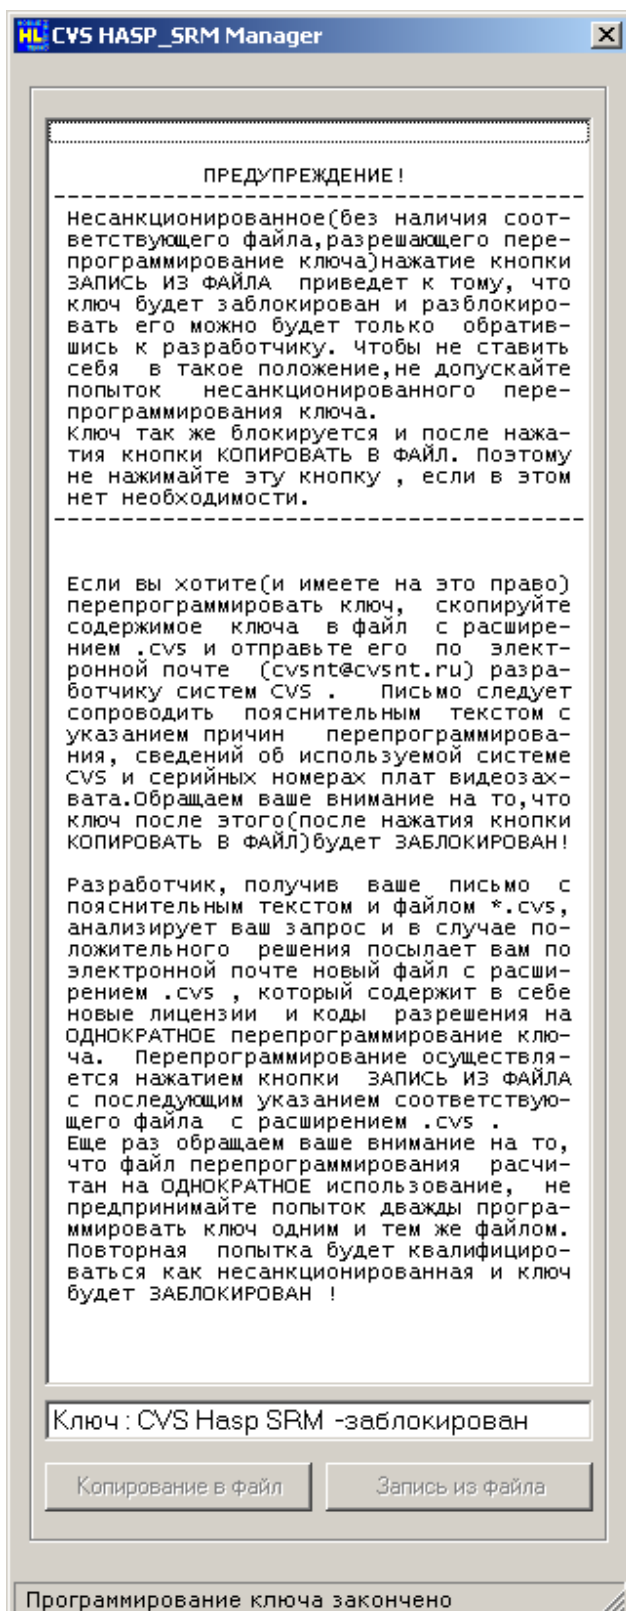 CVS HASP_SRM Manager
ПРЕДУПРЕЖДЕНИЕ!
------------------------------------
Несанкционированное(без наличия соот-
ветствующего файла,разрешающего пере-
программирование ключа)нажатие кнопки
ЗАПИСЬ ИЗ ФАЙЛА приведет к тому, что
ключ будет заблокирован и разблокиро-
вать его можно будет только обратив-
шись к разработчику. Чтобы не ставить
себя в такое положение,не допускайте
попыток несанкционированного пере-
программирования ключа.
Ключ так же блокируется и после нажа-
тия кнопки КОПИРОВАТЬ В ФАЙЛ. Поэтому
не нажимайте эту кнопку , если в этом
нет необходимости.
------------------------------------
Если вы хотите(и имеете на это право)
перепрограммировать ключ, скопируйте
содержимое ключа в файл с расшире-
нием .cvs и отправьте его по элект-
ронной почте (cvsnt@cvsnt.ru) разра-
ботчику систем CVS . Письмо следует
сопроводить пояснительным текстом с
указанием причин перепрограммирова-
ния, сведений об используемой системе
CVS и серийных номерах плат видеозах-
вата.Обращаем ваше внимание на то,что
ключ после этого(после нажатия кнопки
КОПИРОВАТЬ В ФАЙЛ)будет ЗАБЛОКИРОВАН!
Разработчик, получив ваше письмо с
пояснительным текстом и файлом *.cvs,
анализирует ваш запрос и в случае по-
ложительного решения посылает вам по
электронной почте новый файл с расши-
рением .cvs , который содержит в себе
новые лицензии и коды разрешения на
ОДНОКРАТНОЕ перепрограммирование клю-
ча. Перепрограммирование осуществля-
ется нажатием кнопки ЗАПИСЬ ИЗ ФАЙЛА
с последующим указанием соответствую-
щего файла с расширением .cvs .
Еще раз обращаем ваше внимание на то,
что файл перепрограммирования расчи-
тан на ОДНОКРАТНОЕ использование, не
предпринимайте попыток дважды програ-
ммировать ключ одним и тем же файлом.
Повторная попытка будет квалифициро-
ваться как несанкционированная и ключ
будет ЗАБЛОКИРОВАН !
Ключ : CVS Hasp SRM -заблокирован
Копирование в файл Запись из файла
Программирование ключа закончено